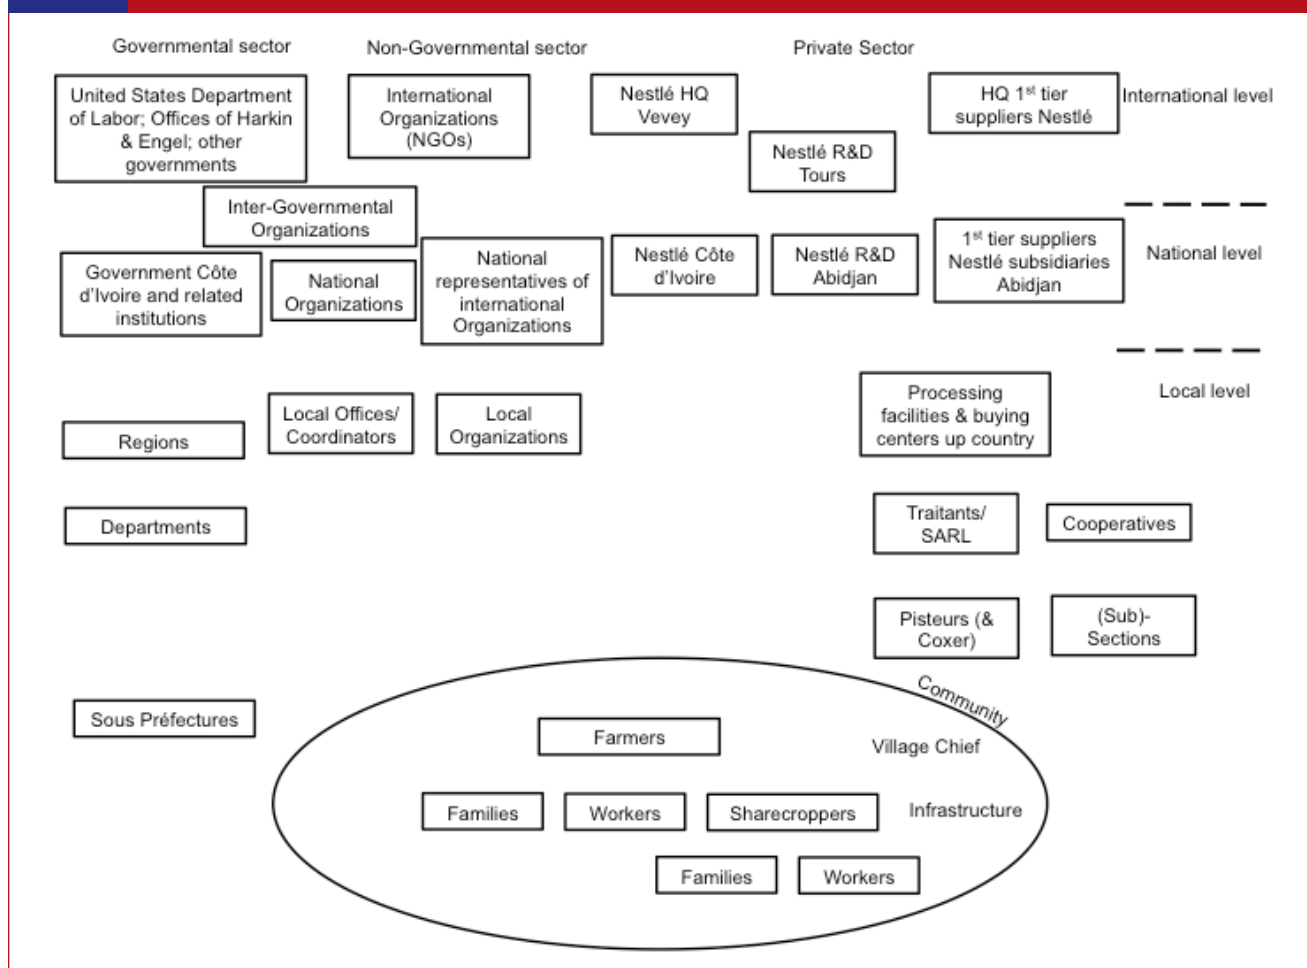 Governmental sector
Non-Governmental sector
Private Sector
United States Department
of Labor; Offices of Harkin
& Engel; other
governments
International
Organizations
(NGOs)
Nestlé HQ
Vevey
Nestlé R&D
Tours
HQ 1st tier
suppliers Nestlé
International level
Inter-Governmental
Organizations
Government Côte
d'Ivoire and related
institutions
National
Organizations
National
representatives of
international
Organizations
Nestlé Côte
d'Ivoire
Nestlé R&D
Abidjan
1st tier suppliers
Nestlé subsidiaries
Abidjan
National level
Local level
Regions
Local Offices/
Coordinators
Local
Organizations
Processing
facilities & buying
centers up country
Departments
Traitants/
SARL
Cooperatives
Pisteurs (&
Coxer)
(Sub)-
Sections
Sous Préfectures
Community
Farmers
Village Chief
Families
Workers
Sharecroppers
Infrastructure
Families
Workers